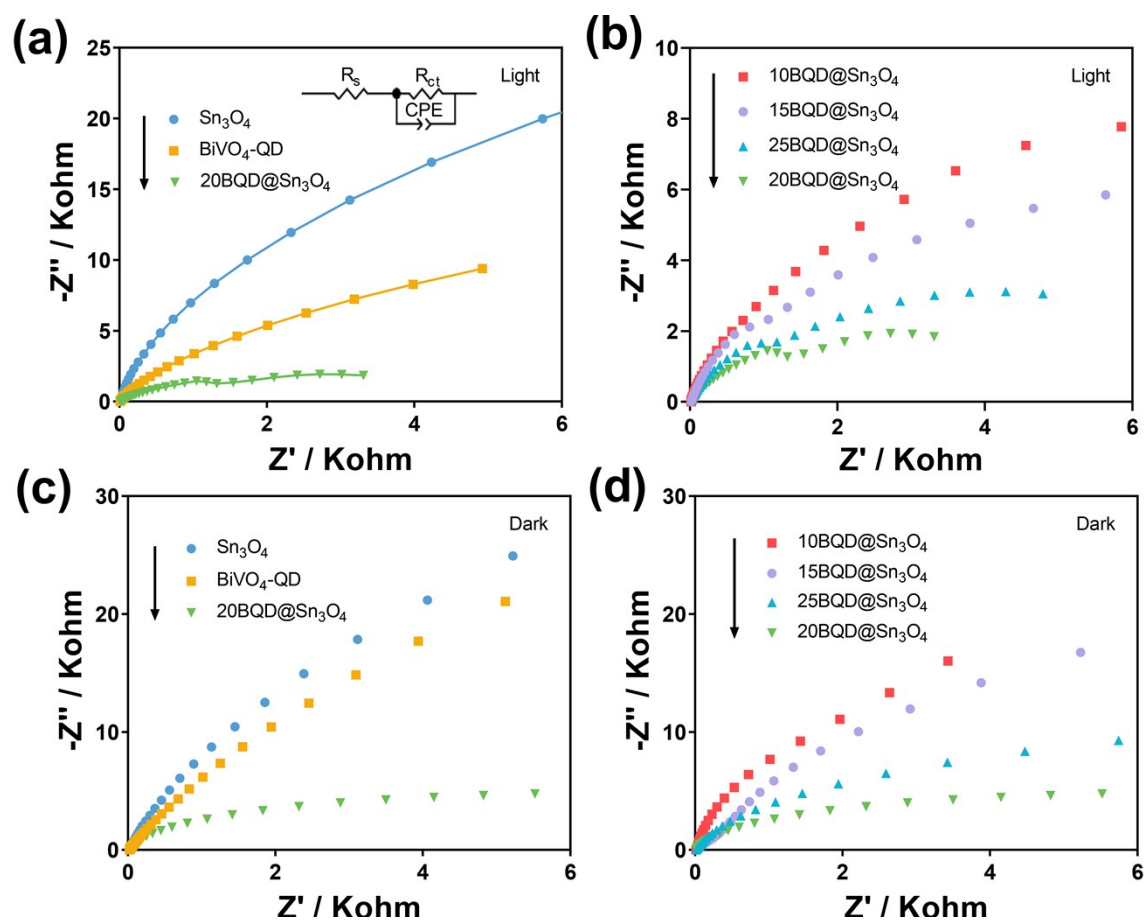 (a)
25
20
15
10
5
0
0 2 4 6
-Z'' / Kohm
Z' / Kohm
Light
R_s
R_ct
CPE
Sn₃O₄
BiVO₄-QD
20BQD@Sn₃O₄
(b)
10
8
6
4
2
0
0 2 4 6
-Z'' / Kohm
Z' / Kohm
Light
10BQD@Sn₃O₄
15BQD@Sn₃O₄
25BQD@Sn₃O₄
20BQD@Sn₃O₄
(c)
30
20
10
0
0 2 4 6
-Z'' / Kohm
Z' / Kohm
Dark
Sn₃O₄
BiVO₄-QD
20BQD@Sn₃O₄
(d)
30
20
10
0
0 2 4 6
-Z'' / Kohm
Z' / Kohm
Dark
10BQD@Sn₃O₄
15BQD@Sn₃O₄
25BQD@Sn₃O₄
20BQD@Sn₃O₄